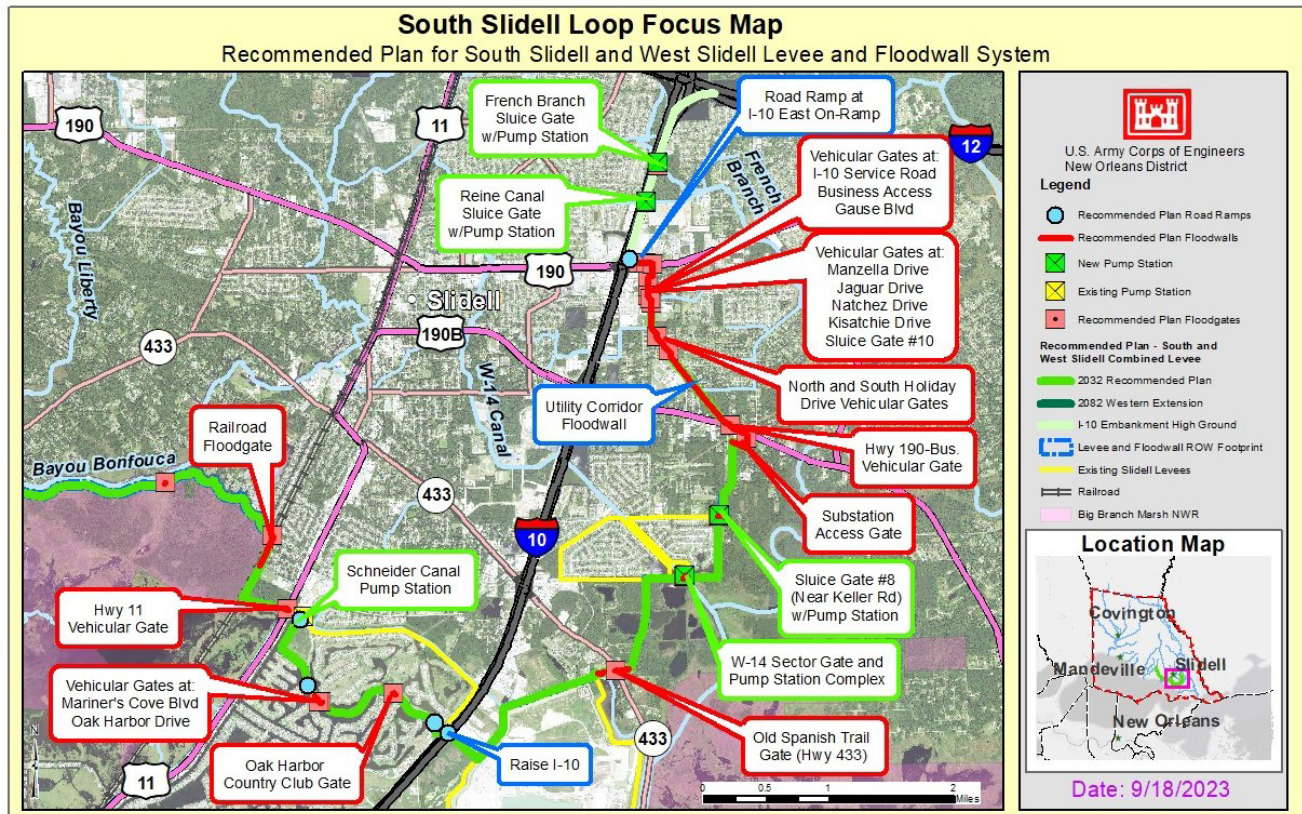 South Slidell Loop Focus Map
Recommended Plan for South Slidell and West Slidell Levee and Floodwall System
190
11
French Branch
Sluice Gate
w/Pump Station
Road Ramp at
I-10 East On-Ramp
12
Reine Canal
Sluice Gate
w/Pump Station
French
Branch
Vehicular Gates at:
I-10 Service Road
Business Access
Gause Blvd
Bayou Liberty
190
Vehicular Gates at:
Manzella Drive
Jaguar Drive
Natchez Drive
Kisatchie Drive
Sluice Gate #10
Slidell
190B
433
W-14 Canal
Utility Corridor
Floodwall
North and South Holiday
Drive Vehicular Gates
Railroad
Floodgate
Hwy 190-Bus.
Vehicular Gate
Bayou Bonfouca
433
10
Substation
Access Gate
Schneider Canal
Pump Station
Sluice Gate #8
(Near Keller Rd)
w/Pump Station
Hwy 11
Vehicular Gate
W-14 Sector Gate and
Pump Station Complex
Vehicular Gates at:
Mariner's Cove Blvd
Oak Harbor Drive
433
Old Spanish Trail
Gate (Hwy 433)
Oak Harbor
Country Club Gate
Raise I-10
11
N
0 0.5 1 2
Miles
U.S. Army Corps of Engineers
New Orleans District
Legend
Recommended Plan Road Ramps
Recommended Plan Floodwalls
New Pump Station
Existing Pump Station
Recommended Plan Floodgates
Recommended Plan - South and
West Slidell Combined Levee
2032 Recommended Plan
2082 Western Extension
I-10 Embankment High Ground
Levee and Floodwall ROW Footprint
Existing Slidell Levees
Railroad
Big Branch Marsh NWR
Location Map
Covington
Mandeville
Slidell
New Orleans
Date: 9/18/2023